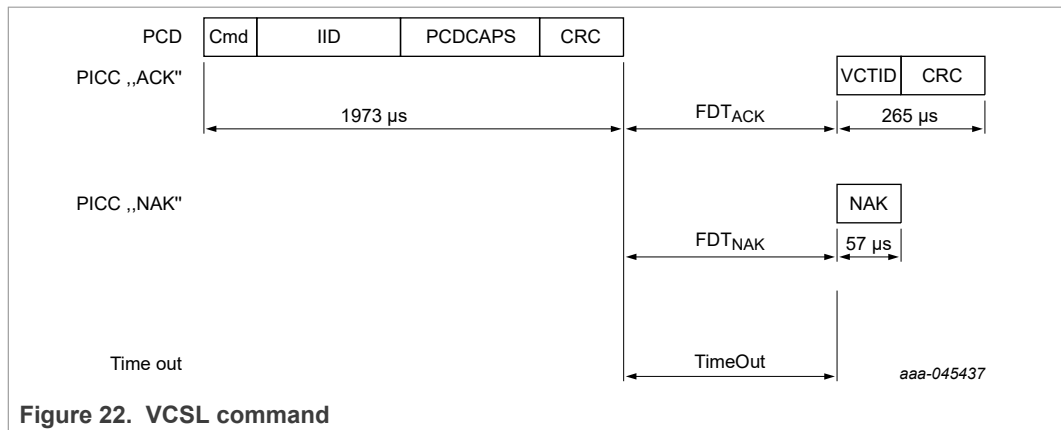 PCD Cmd IID PCDCAPS CRC
PICC ,,ACK" VCTID CRC
1973 µs FDTACK 265 µs
PICC ,,NAK" NAK
FDTNAK 57 µs
Time out TimeOut aaa-045437
Figure 22. VCSL command